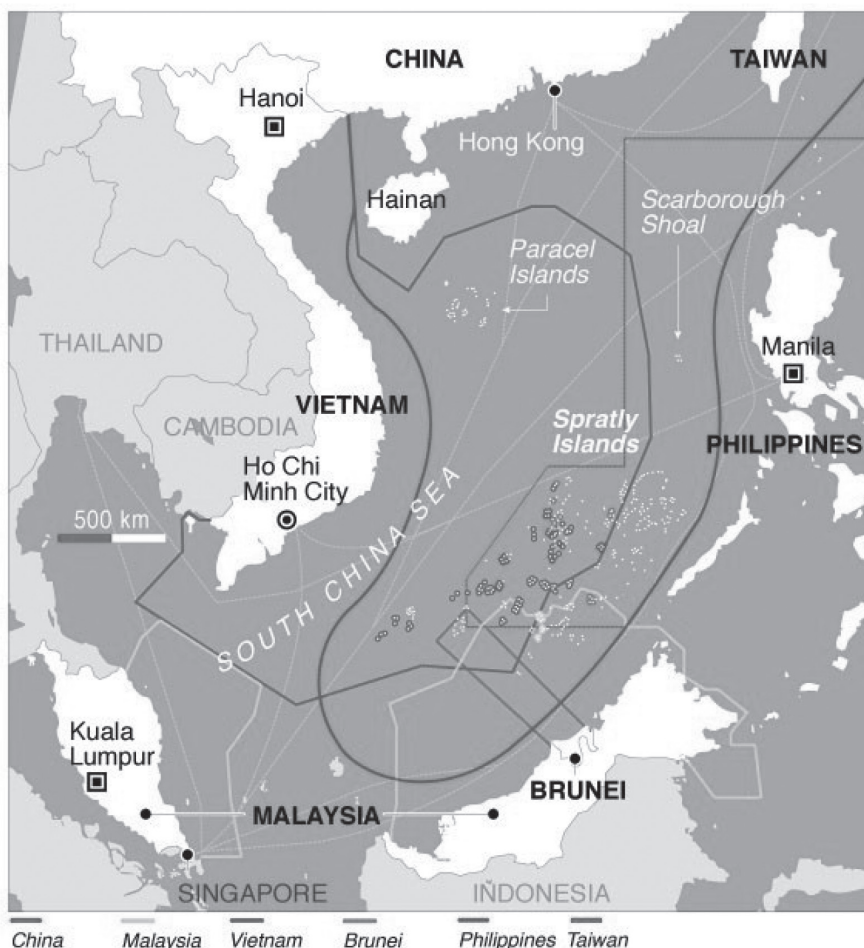 CHINA
TAIWAN
Hanoi
Hong Kong
Hainan
Scarborough
Shoal
Paracel
Islands
THAILAND
Manila
VIETNAM
CAMBODIA
Spratly
Islands
PHILIPPINES
Ho Chi
Minh City
500 km
SOUTH CHINA SEA
Kuala
Lumpur
BRUNEI
MALAYSIA
SINGAPORE
INDONESIA
China
Malaysia
Vietnam
Brunei
Philippines
Taiwan